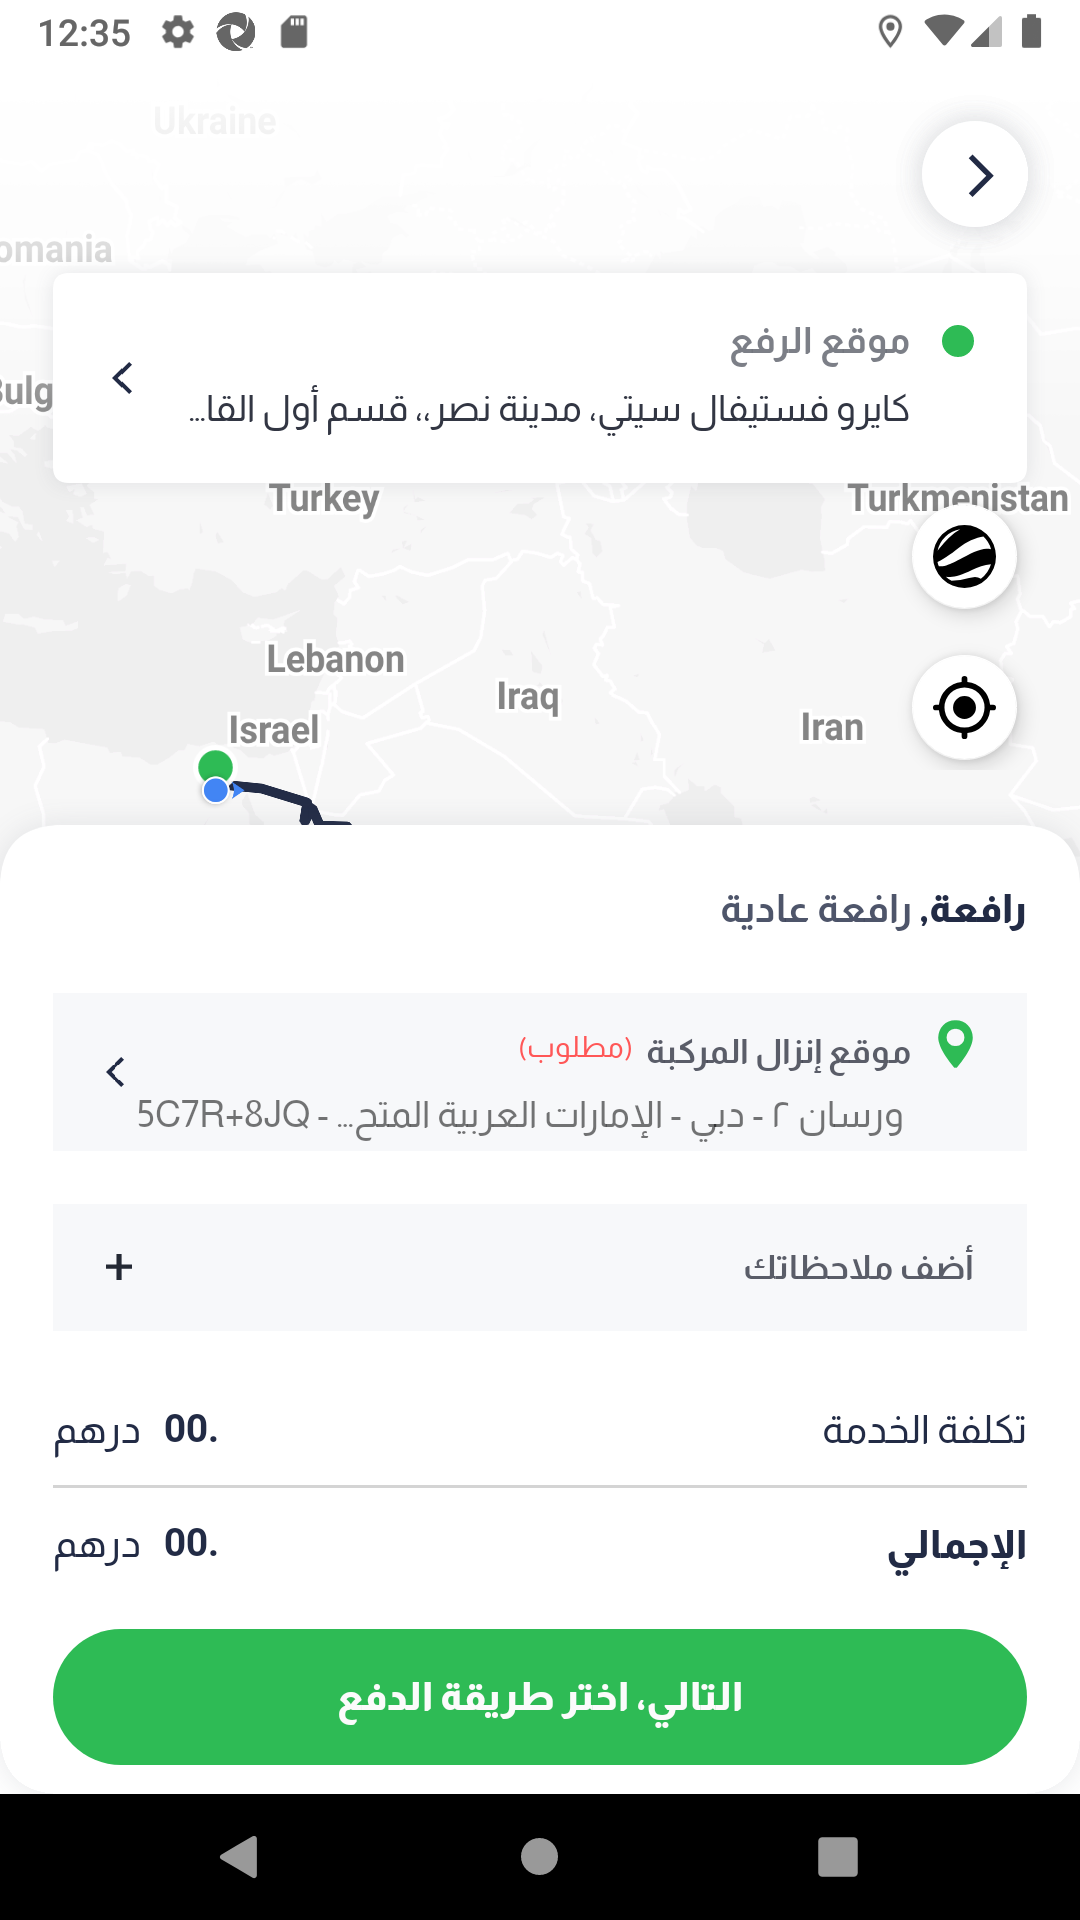 12:35
Ukraine
omania
موقع الرفع
كايرو فستيفال سيتي، مدينة نصر،، قسم أول القا...
Bulg
Turkey
Turkmenistan
Lebanon
Iraq
Israel
Iran
رافعة, رافعة عادية
موقع إنزال المركبة (مطلوب)
5C7R+8JQ - ورسان ٢ - دبي - الإمارات العربية المتح...
أضف ملاحظاتك
تكلفة الخدمة 00. درهم
الإجمالي 00. درهم
التالي، اختر طريقة الدفع